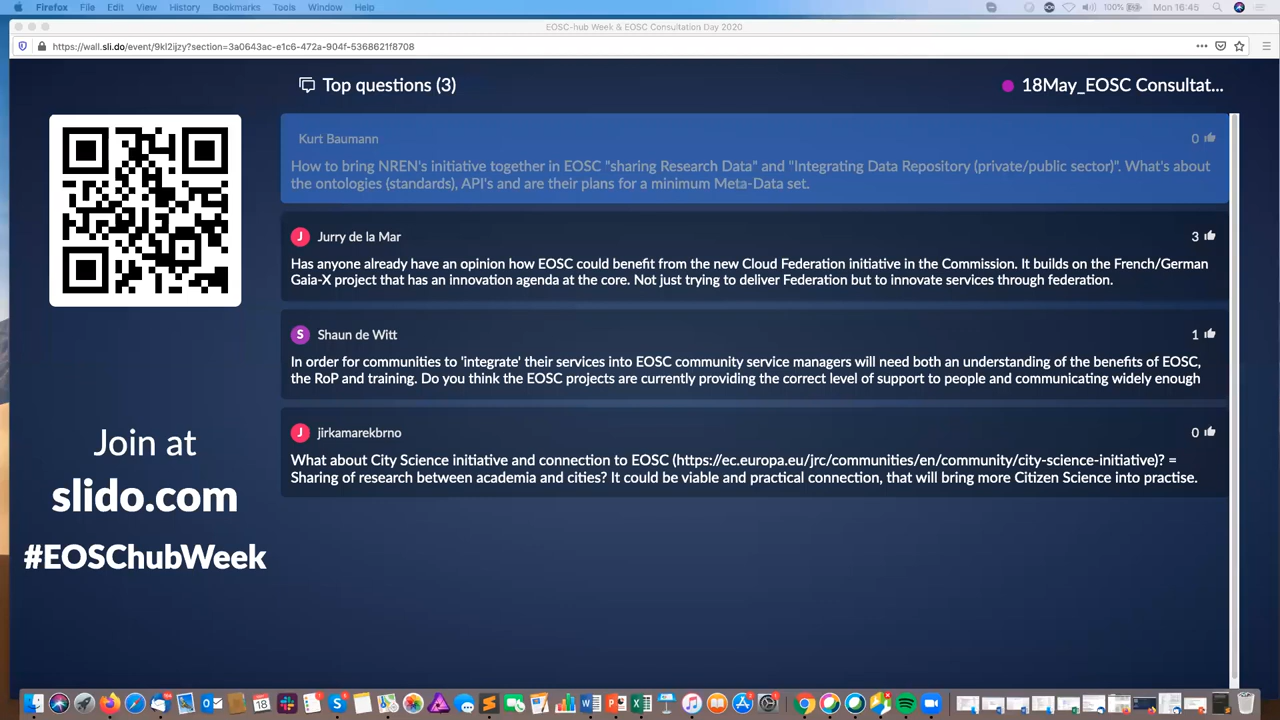 Firefox File Edit View History Bookmarks Tools Window Help 100% Mon 16:45
EOSC-hub Week & EOSC Consultation Day 2020
https://wall.sli.do/event/9kl2ijzy?section=3a0643ac-e1c6-472a-904f-5368621f8708
Top questions (3)
18May_EOSC Consultat...
Kurt Baumann 0
How to bring NREN's initiative together in EOSC "sharing Research Data" and "Integrating Data Repository (private/public sector)". What's about
the ontologies (standards), API's and are their plans for a minimum Meta-Data set.
J Jurry de la Mar 3
Has anyone already have an opinion how EOSC could benefit from the new Cloud Federation initiative in the Commission. It builds on the French/German
Gaia-X project that has an innovation agenda at the core. Not just trying to deliver Federation but to innovate services through federation.
S Shaun de Witt 1
In order for communities to 'integrate' their services into EOSC community service managers will need both an understanding of the benefits of EOSC,
the RoP and training. Do you think the EOSC projects are currently providing the correct level of support to people and communicating widely enough
J jirkamarekbrno 0
What about City Science initiative and connection to EOSC (https://ec.europa.eu/jrc/communities/en/community/city-science-initiative)? =
Sharing of research between academia and cities? It could be viable and practical connection, that will bring more Citizen Science into practise.
Join at
slido.com
#EOSChubWeek